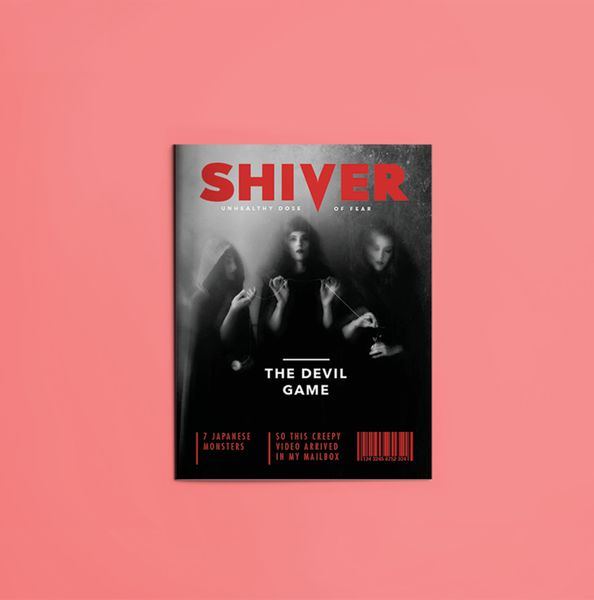 SHIVER
UNHEALTHY DOSE OF FEAR
THE DEVIL
GAME
7 JAPANESE
MONSTERS
SO THIS CREEPY
VIDEO ARRIVED
IN MY MAILBOX